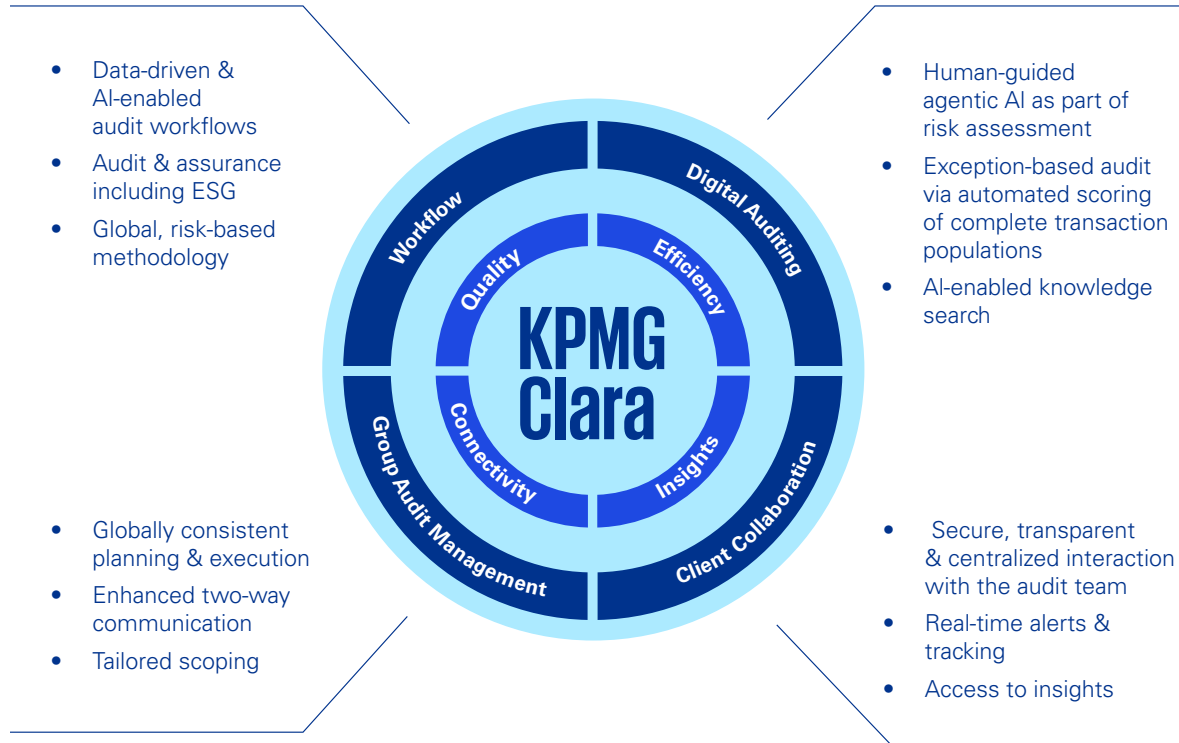 • Data-driven &
AI-enabled
audit workflows
• Audit & assurance
including ESG
• Global, risk-based
methodology
• Human-guided
agentic AI as part of
risk assessment
• Exception-based audit
via automated scoring
of complete transaction
populations
• AI-enabled knowledge
search
Workflow
Digital Auditing
Quality
Efficiency
KPMG
Clara
Connectivity
Insights
Group Audit Management
Client Collaboration
• Globally consistent
planning & execution
• Enhanced two-way
communication
• Tailored scoping
• Secure, transparent
& centralized interaction
with the audit team
• Real-time alerts &
tracking
• Access to insights